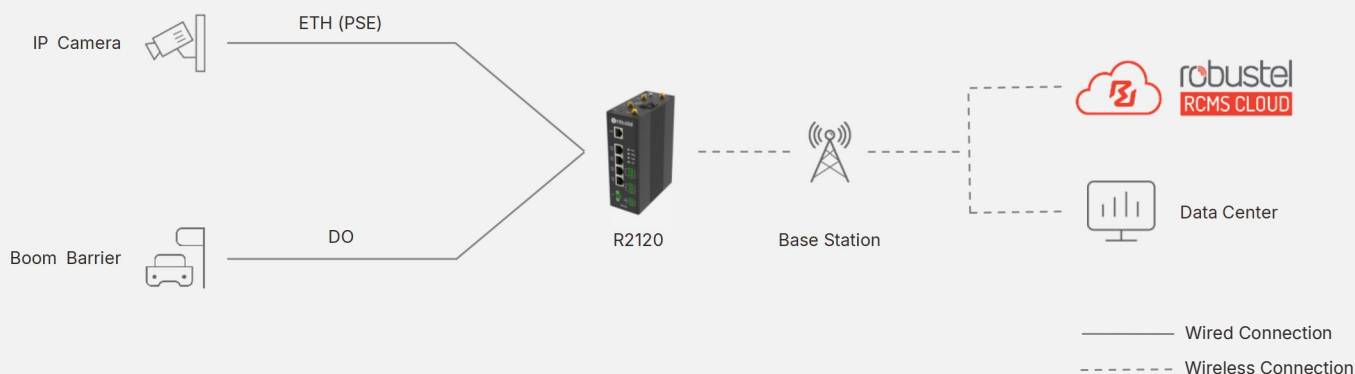 IP Camera
ETH (PSE)
robustel
RCMS CLOUD
Data Center
R2120
Base Station
DO
Boom Barrier
Wired Connection
Wireless Connection